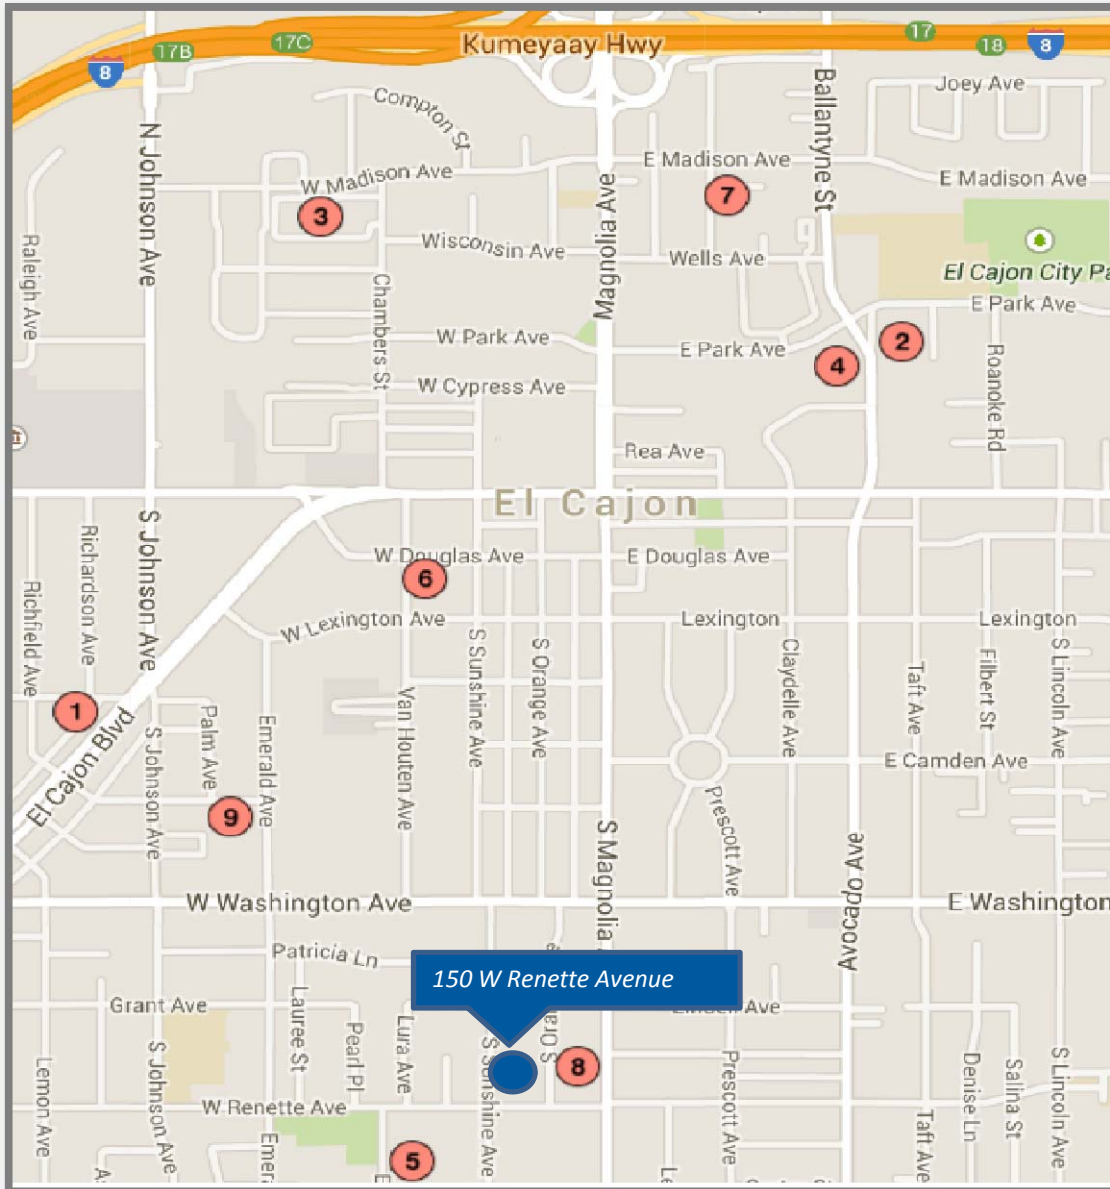 17B
17C
Kumeyaay Hwy
17
18
8
8
Joey Ave
Compton St
Ballantyne St
N Johnson Ave
W Madison Ave
E Madison Ave
E Madison Ave
7
3
Magnolia Ave
Raleigh Ave
Wisconsin Ave
Wells Ave
El Cajon City Pa
Chambers St
E Park Ave
W Park Ave
E Park Ave
2
4
W Cypress Ave
Roanoke Rd
Rea Ave
El Cajon
S Johnson Ave
Richardson Ave
W Douglas Ave
E Douglas Ave
6
Richfield Ave
W Lexington Ave
Lexington
Lexington
S Sunshine Ave
S Orange Ave
Claydelle Ave
Taft Ave
Filbert St
S Lincoln Ave
1
Palm Ave
Emerald Ave
Van Houten Ave
El Cajon Blvd
S Johnson Ave
E Camden Ave
9
Prescott Ave
S Magnolia
Avocado Ave
W Washington Ave
E Washington
Patricia Ln
150 W Renette Avenue
Grant Ave
Ave
Lauree St
Pearl Pl
Lura Ave
S Sunshine Ave
S Oran
8
Lemon Ave
S Johnson Ave
Prescott Ave
Denise Ln
Salina St
S Lincoln Ave
W Renette Ave
Taft Ave
Emera
5
Le